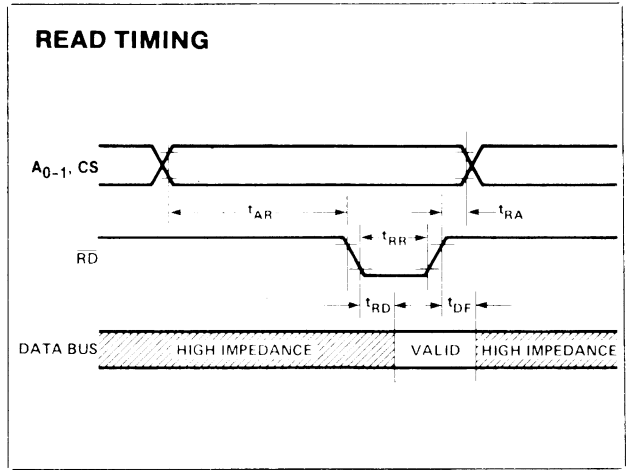 READ TIMING
A0-1, CS
tAR
tRA
tRR
RD
tRD
tDF
DATA BUS
HIGH IMPEDANCE
VALID
HIGH IMPEDANCE